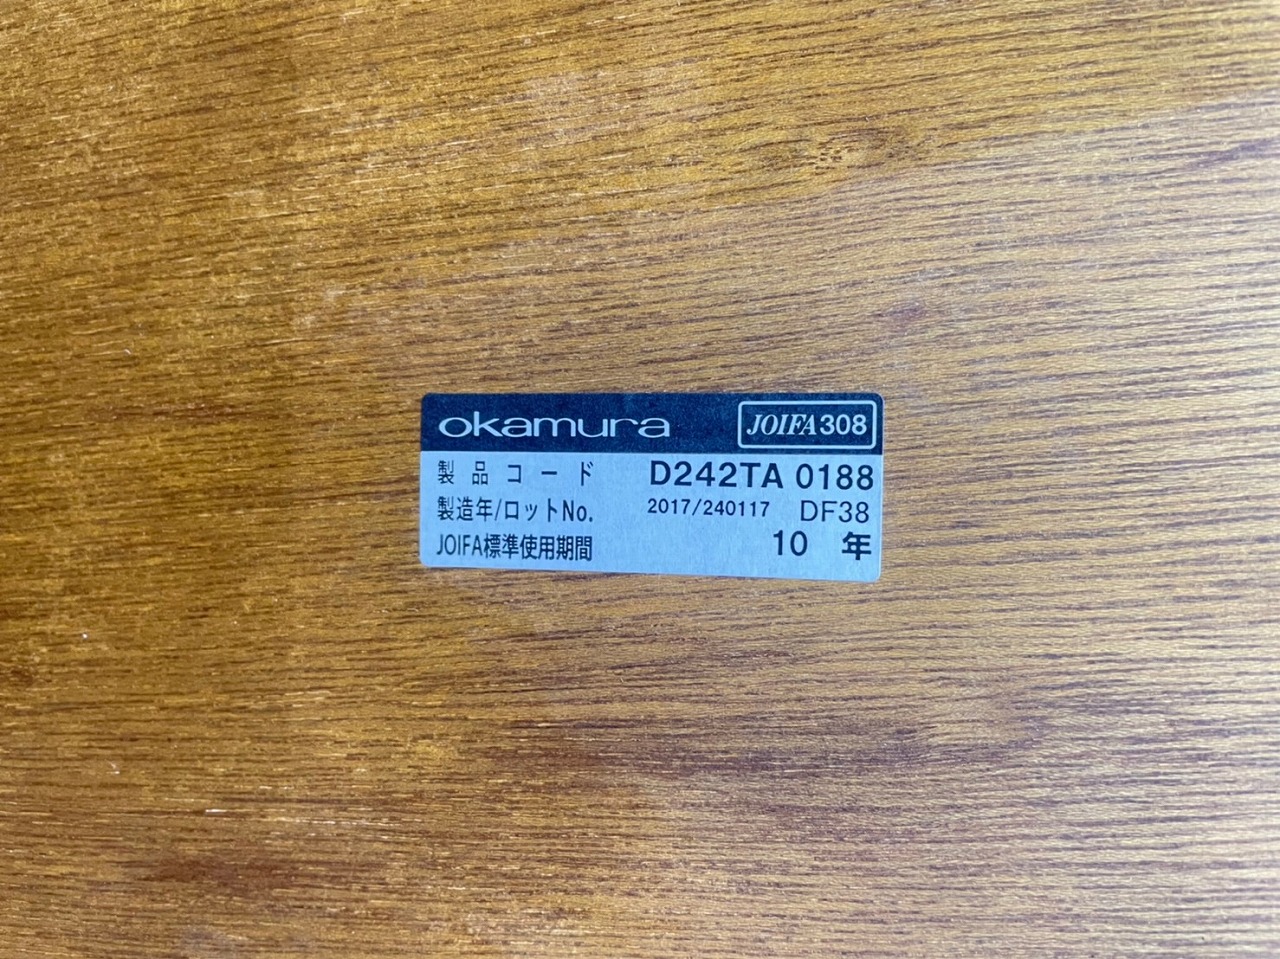 okamura JOIFA308
製品コード D242TA 0188
製造年/ロットNo. 2017/240117 DF38
JOIFA標準使用期間 10 年